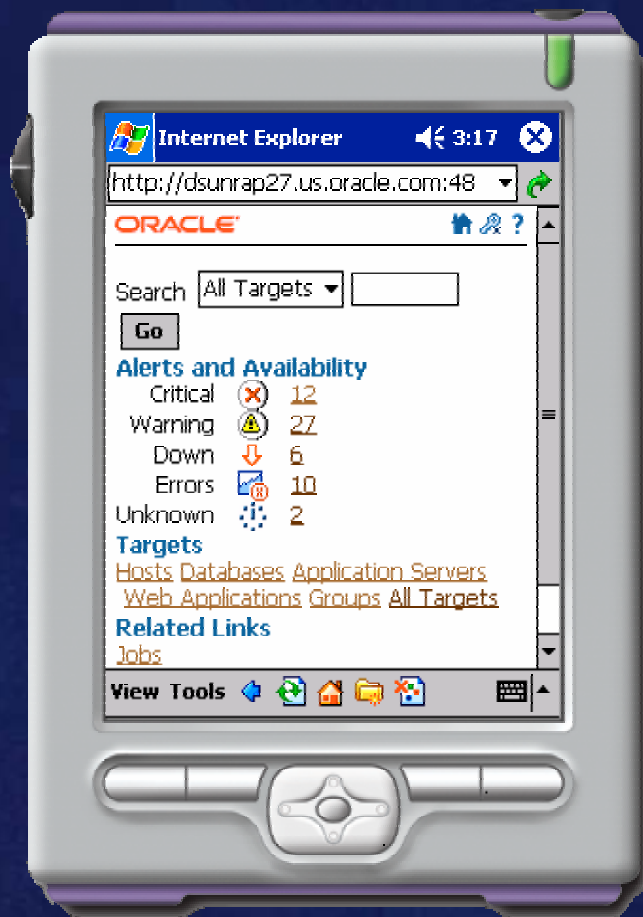 Internet Explorer 3:17
http://dsunrap27.us.oracle.com:48
ORACLE ?
Search All Targets
Go
Alerts and Availability
Critical 12
Warning 27
Down 6
Errors 10
Unknown 2
Targets
Hosts Databases Application Servers
Web Applications Groups All Targets
Related Links
Jobs
View Tools